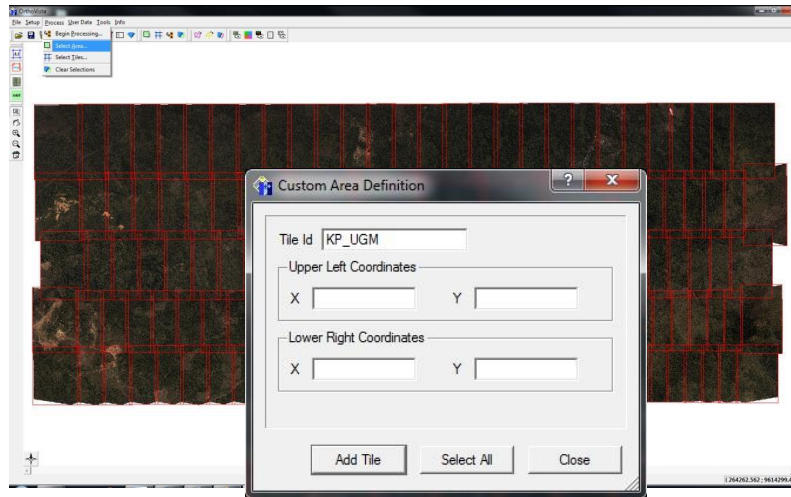 OrthoVista
File Setup Process User Data Tools Info
Begin Processing...
Select Area...
Select Tiles...
Clear Selections
Custom Area Definition
Tile Id KP_UGM
Upper Left Coordinates
X Y
Lower Right Coordinates
X Y
Add Tile Select All Close